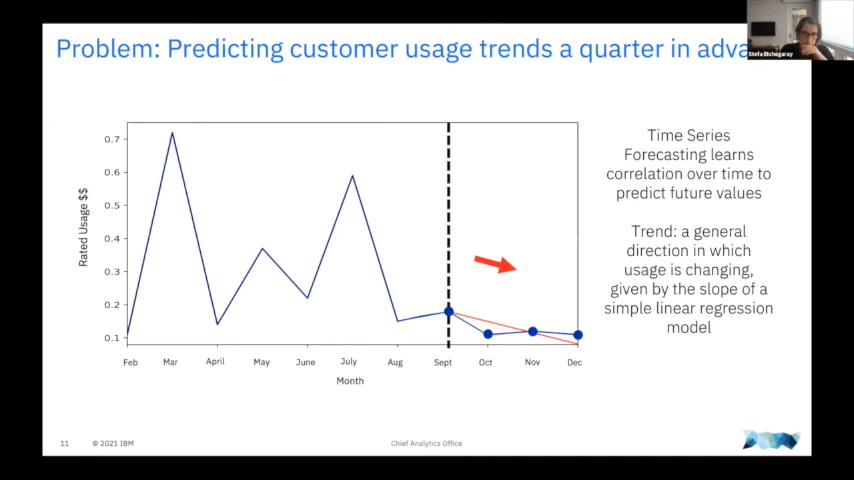 Problem: Predicting customer usage trends a quarter in adva
Stefa Etchegaray
Rated Usage $$
0.7
0.6
0.5
0.4
0.3
0.2
0.1
Feb Mar April May June July Aug Sept Oct Nov Dec
Month
Time Series
Forecasting learns
correlation over time to
predict future values
Trend: a general
direction in which
usage is changing,
given by the slope of a
simple linear regression
model
11 © 2021 IBM Chief Analytics Office